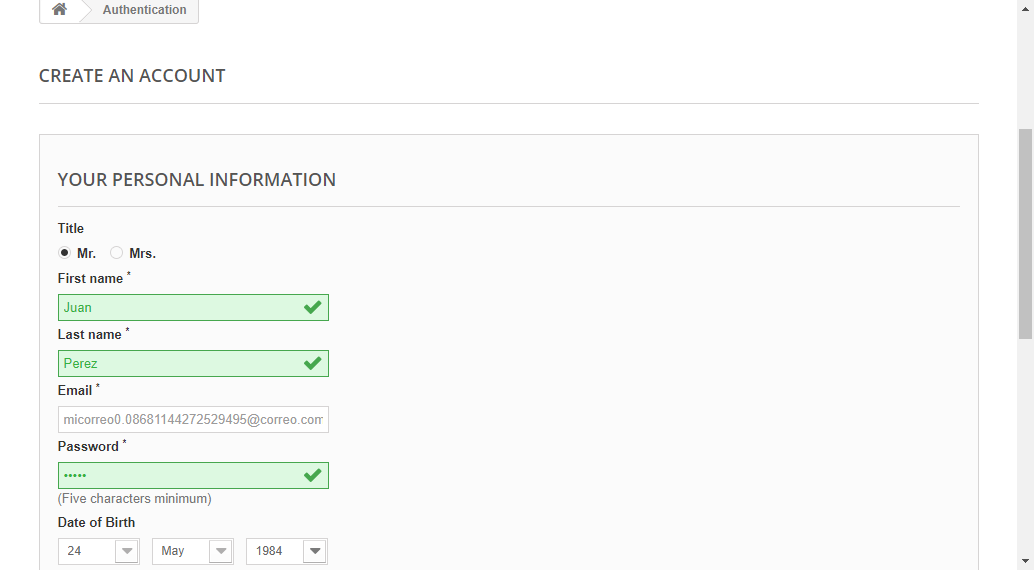 Authentication
CREATE AN ACCOUNT
YOUR PERSONAL INFORMATION
Title
Mr. Mrs.
First name *
Juan
Last name *
Perez
Email *
micorreo0.08681144272529495@correo.com
Password *
•••••
(Five characters minimum)
Date of Birth
24 May 1984